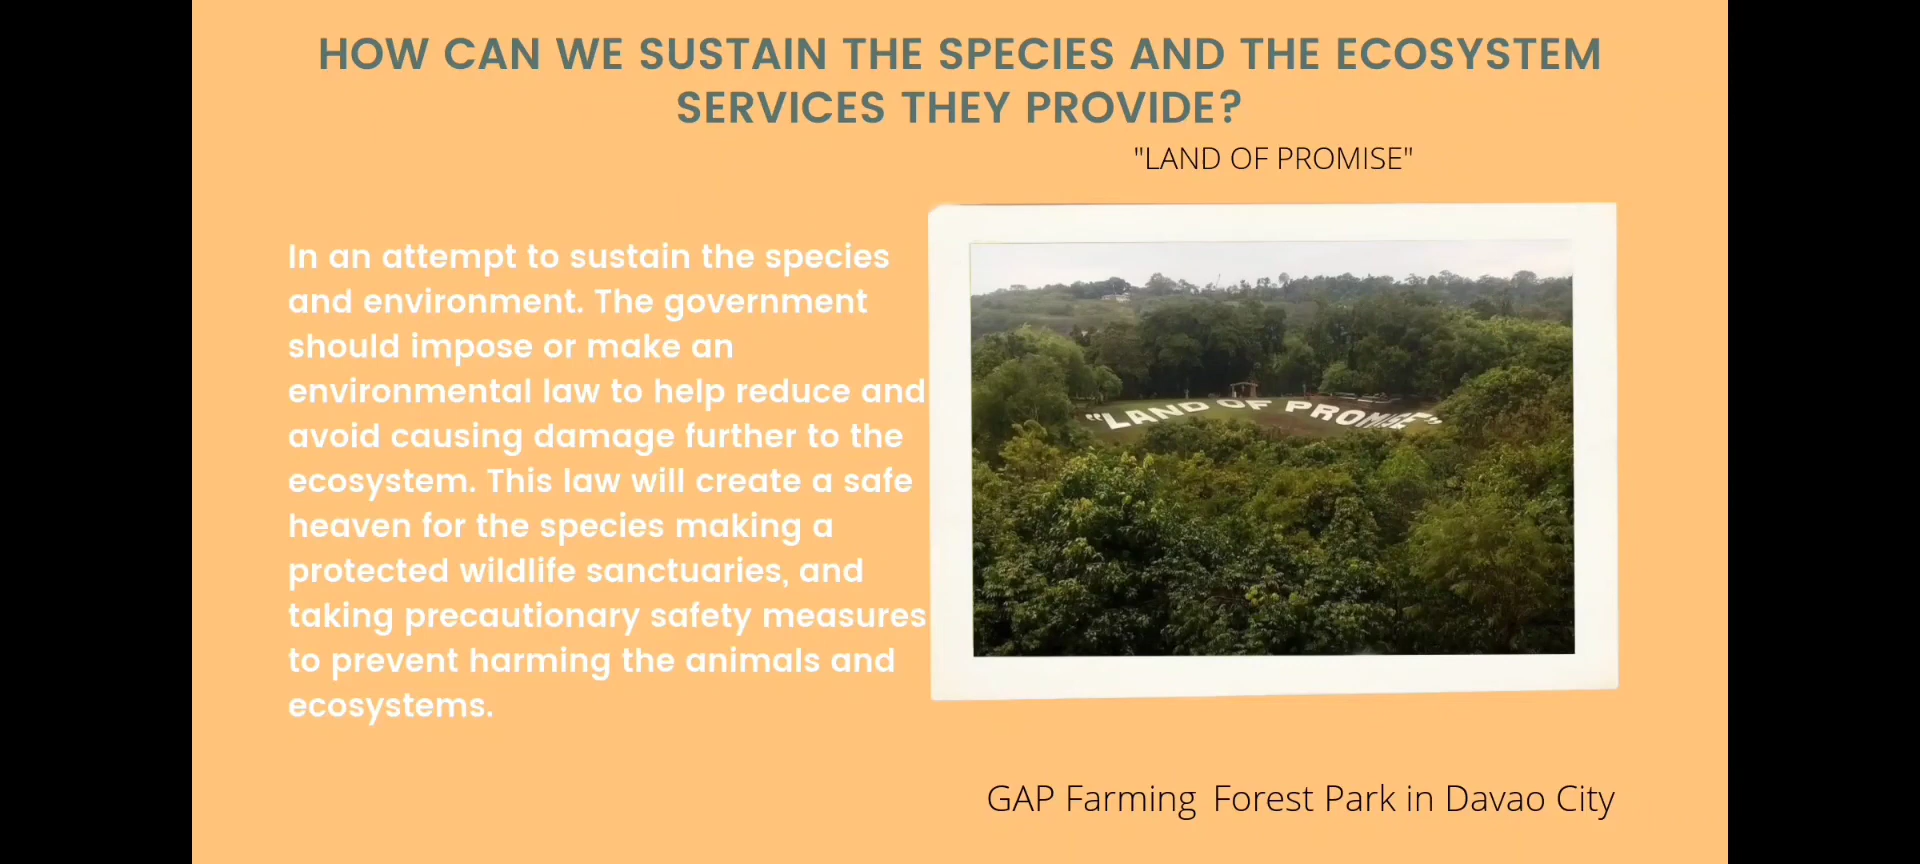 HOW CAN WE SUSTAIN THE SPECIES AND THE ECOSYSTEM
SERVICES THEY PROVIDE?
"LAND OF PROMISE"
In an attempt to sustain the species
and environment. The government
should impose or make an
environmental law to help reduce and
avoid causing damage further to the
ecosystem. This law will create a safe
heaven for the species making a
protected wildlife sanctuaries, and
taking precautionary safety measures
to prevent harming the animals and
ecosystems.
"LAND OF PROMISE"
GAP Farming Forest Park in Davao City